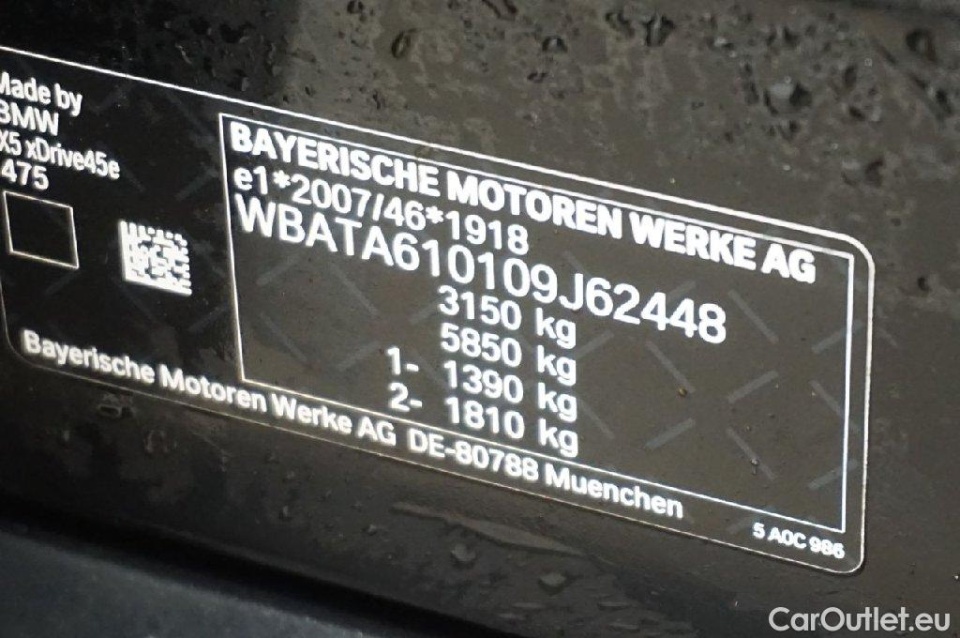 Made by
BMW
X5 xDrive45e
475
BAYERISCHE MOTOREN WERKE AG
e1*2007/46*1918
WBATA610109J62448
3150 kg
5850 kg
1- 1390 kg
2- 1810 kg
Bayerische Motoren Werke AG DE-80788 Muenchen
5 A0C 986
CarOutlet.eu